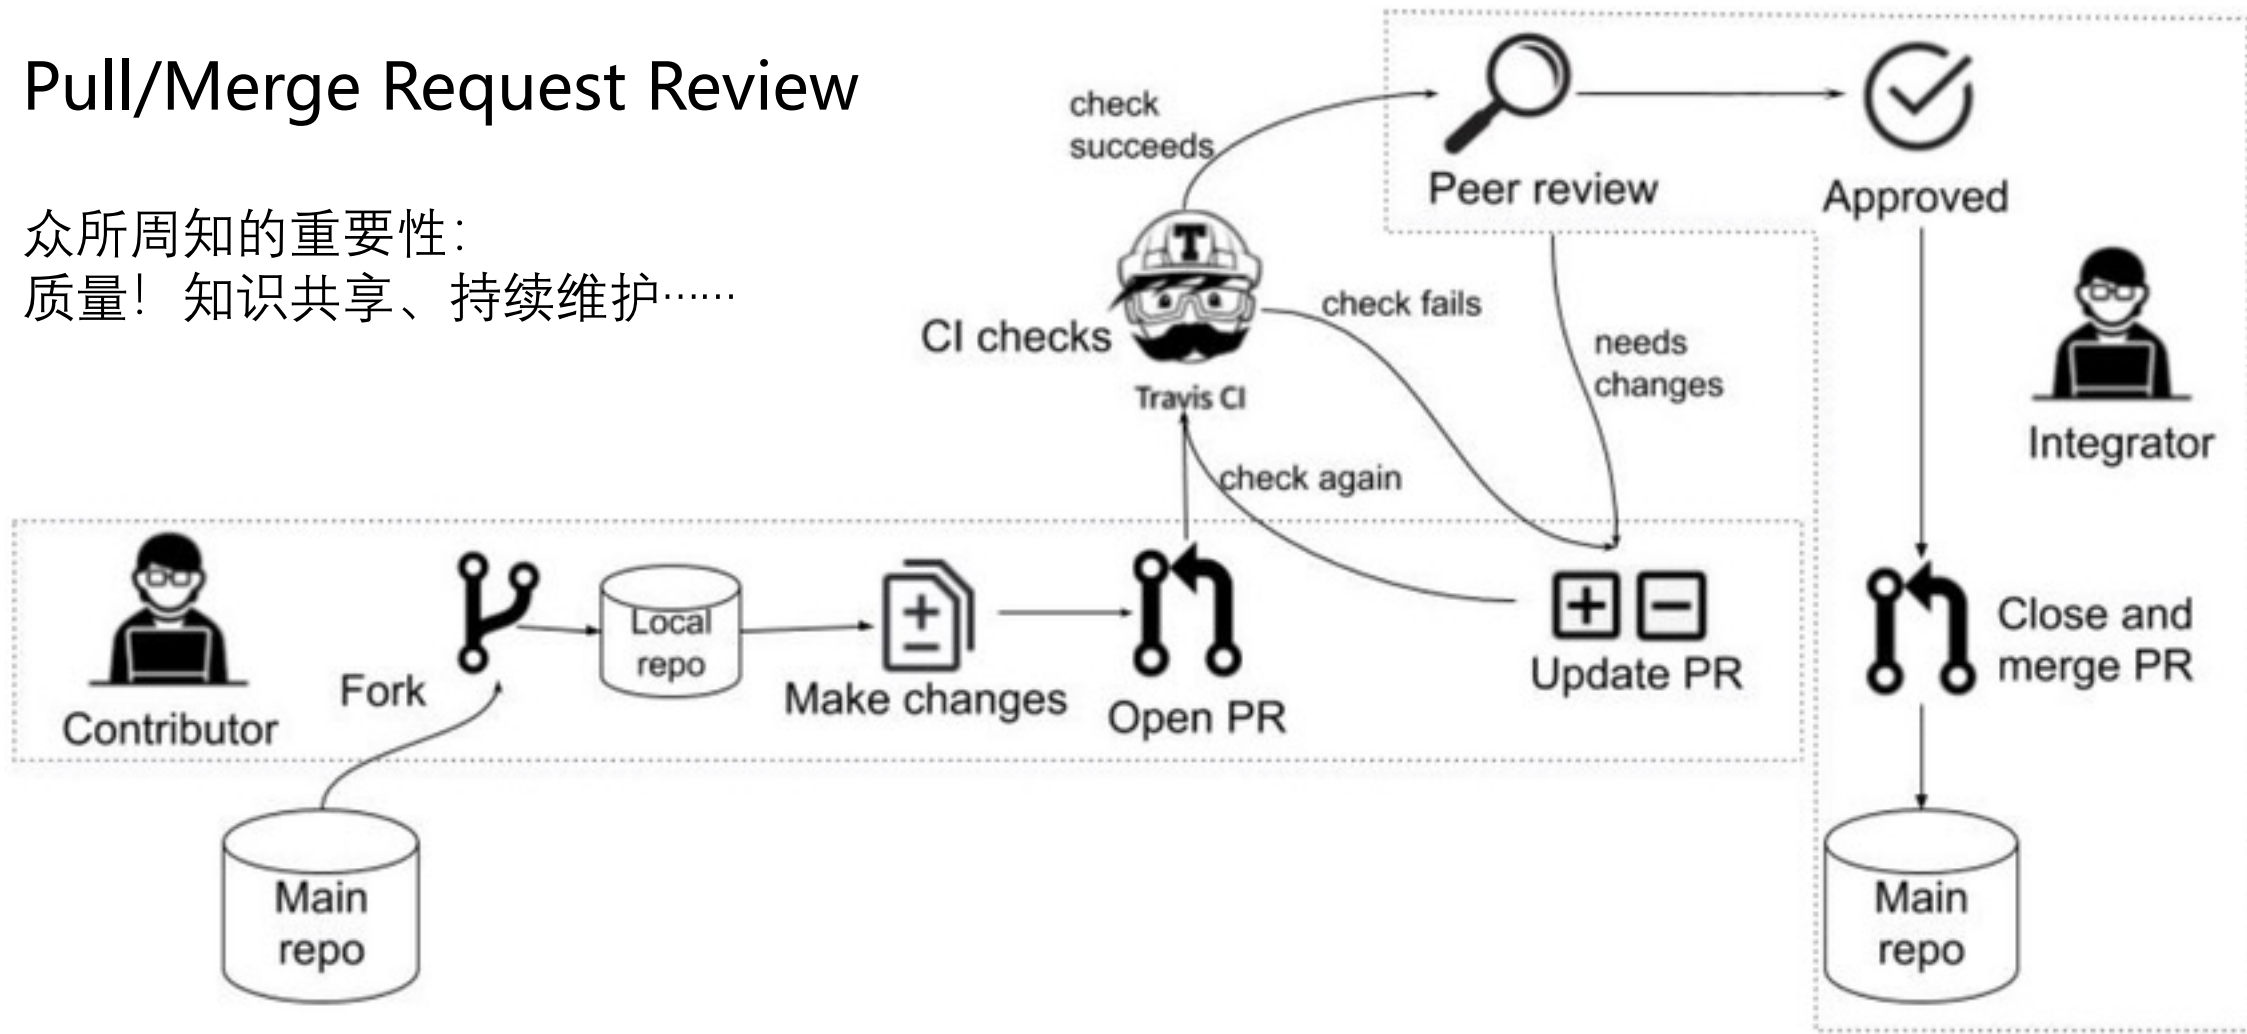 Pull/Merge Request Review
众所周知的重要性：
质量！知识共享、持续维护……
check
succeeds
Peer review
Approved
T
CI checks
Travis CI
check fails
needs
changes
check again
Integrator
Contributor
Fork
Local
repo
Make changes
Open PR
Update PR
Close and
merge PR
Main
repo
Main
repo